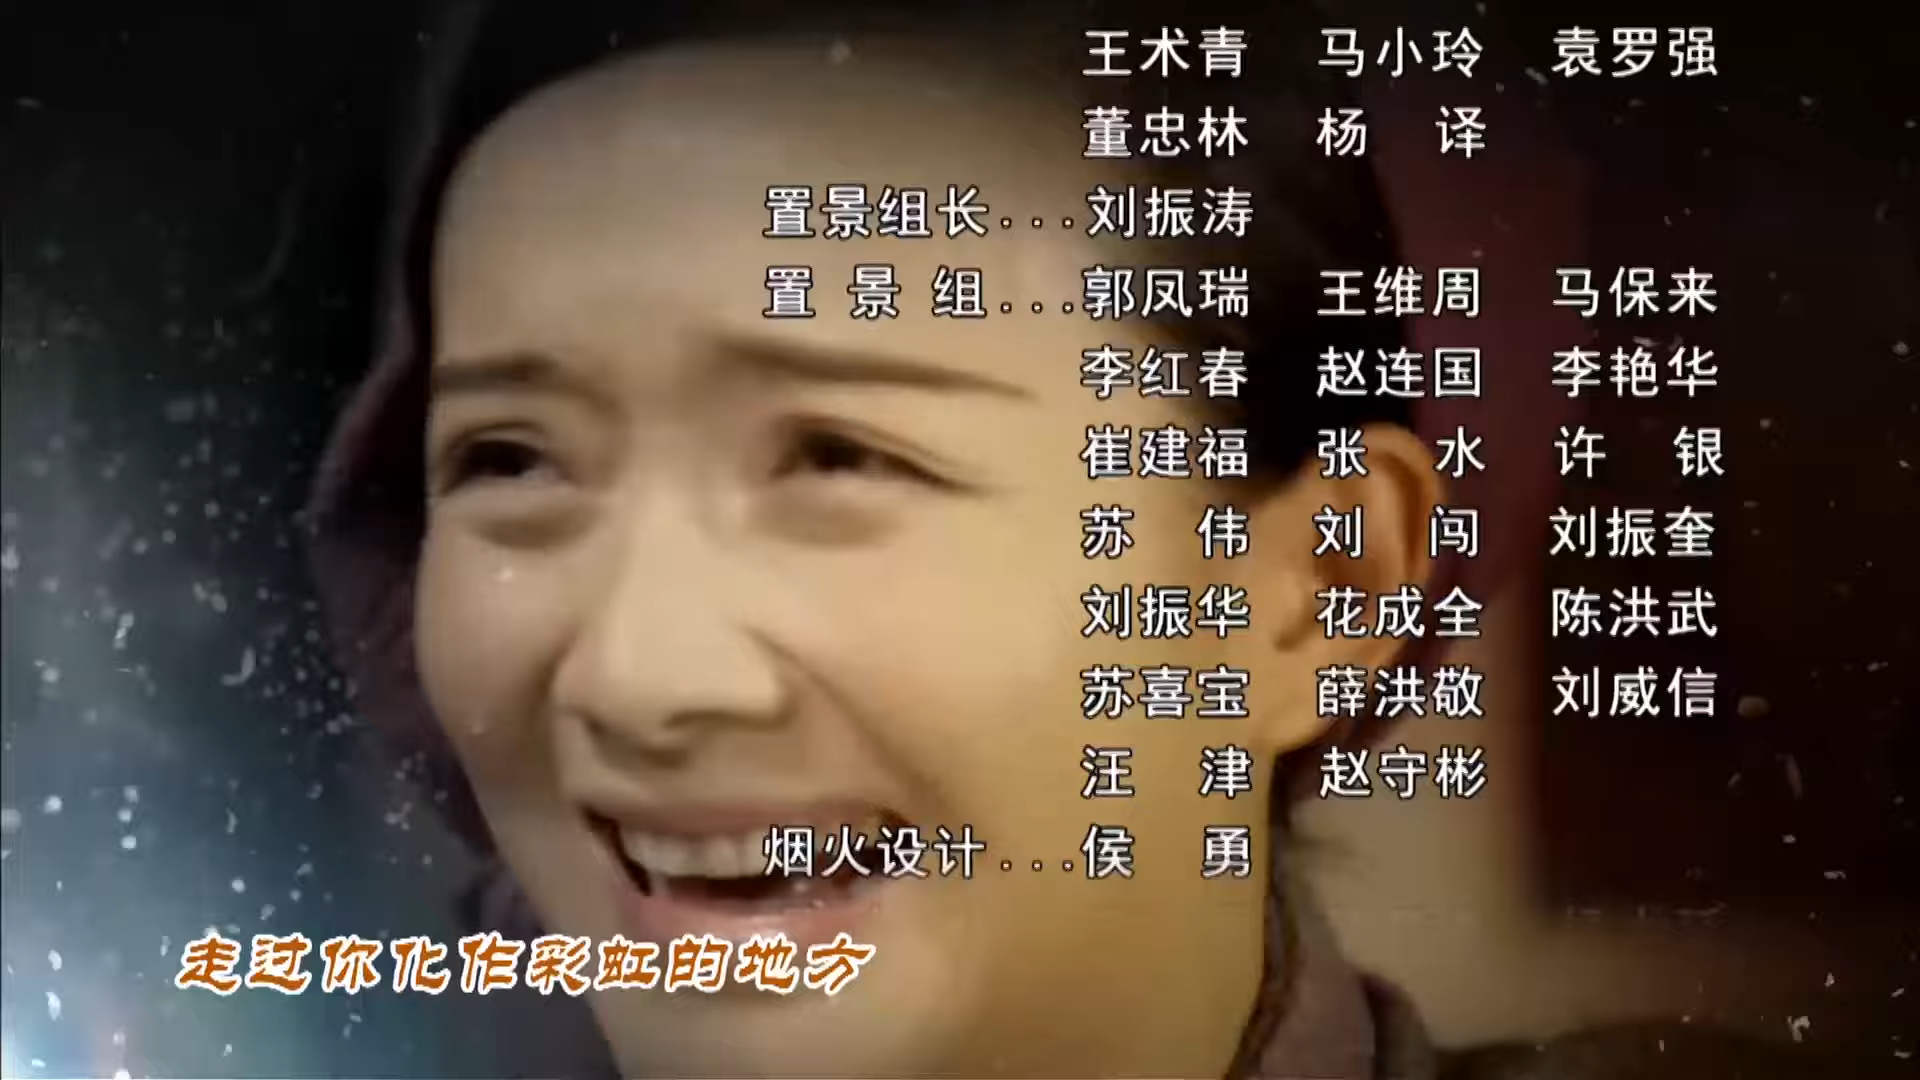 王术青 马小玲 袁罗强
董忠林 杨 译
置景组长...刘振涛
置 景 组...郭凤瑞 王维周 马保来
李红春 赵连国 李艳华
崔建福 张 水 许 银
苏 伟 刘 闯 刘振奎
刘振华 花成全 陈洪武
苏喜宝 薛洪敬 刘威信
汪 津 赵守彬
烟火设计...侯 勇
走过你化作彩虹的地方